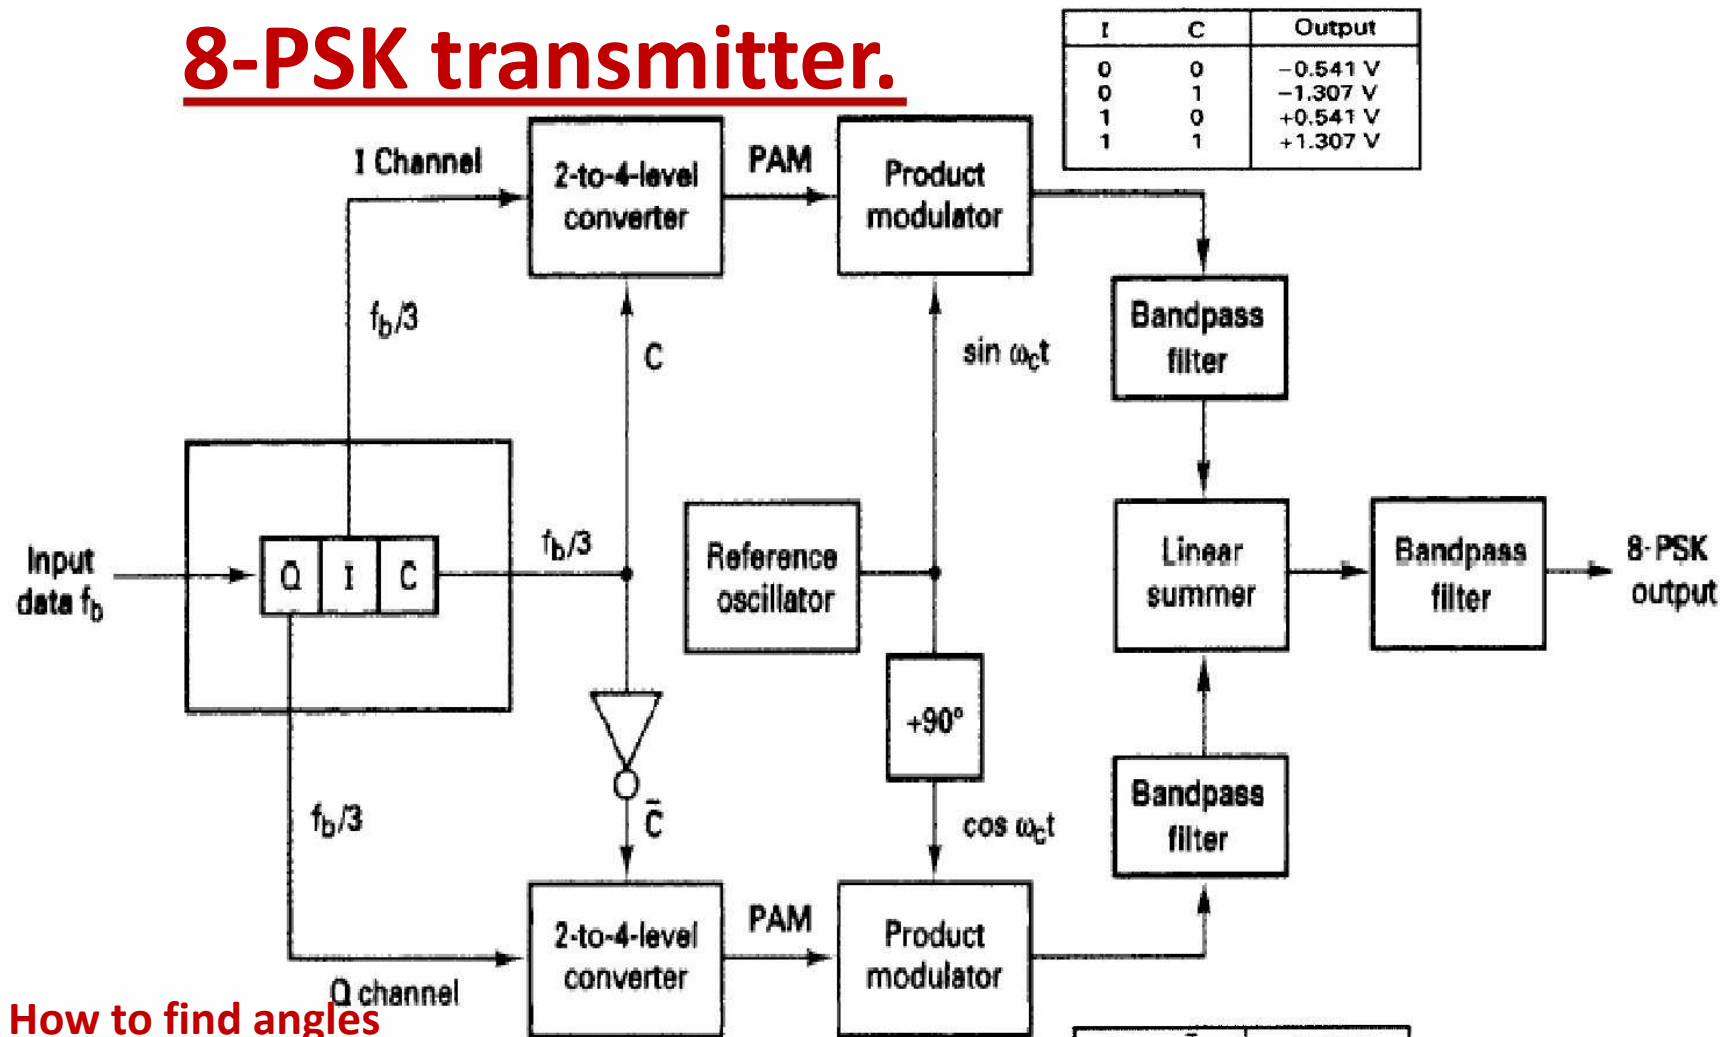 8-PSK transmitter.
I C Output
0 0 −0.541 V
0 1 −1.307 V
1 0 +0.541 V
1 1 +1.307 V
I Channel
2-to-4-level
converter
PAM
Product
modulator
Bandpass
filter
fb/3
C
sin ωct
Input
data fb
Q I C
fb/3
Reference
oscillator
Linear
summer
Bandpass
filter
8-PSK
output
+90°
fb/3
C̄
cos ωct
Bandpass
filter
2-to-4-level
converter
PAM
Product
modulator
Q channel
How to find angles